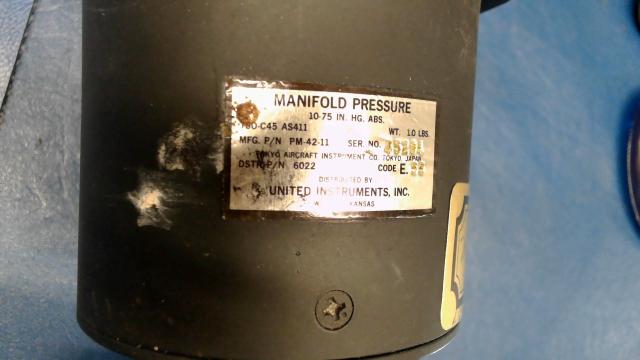 MANIFOLD PRESSURE
10-75 IN. HG. ABS.
TSO-C45 AS411 WT. 1.0 LBS.
MFG. P/N PM-42-11 SER. NO.
TOKYO AIRCRAFT INSTRUMENT CO. TOKYO, JAPAN
DSTR. P/N 6022 CODE E.
DISTRIBUTED BY
UNITED INSTRUMENTS, INC.
KANSAS